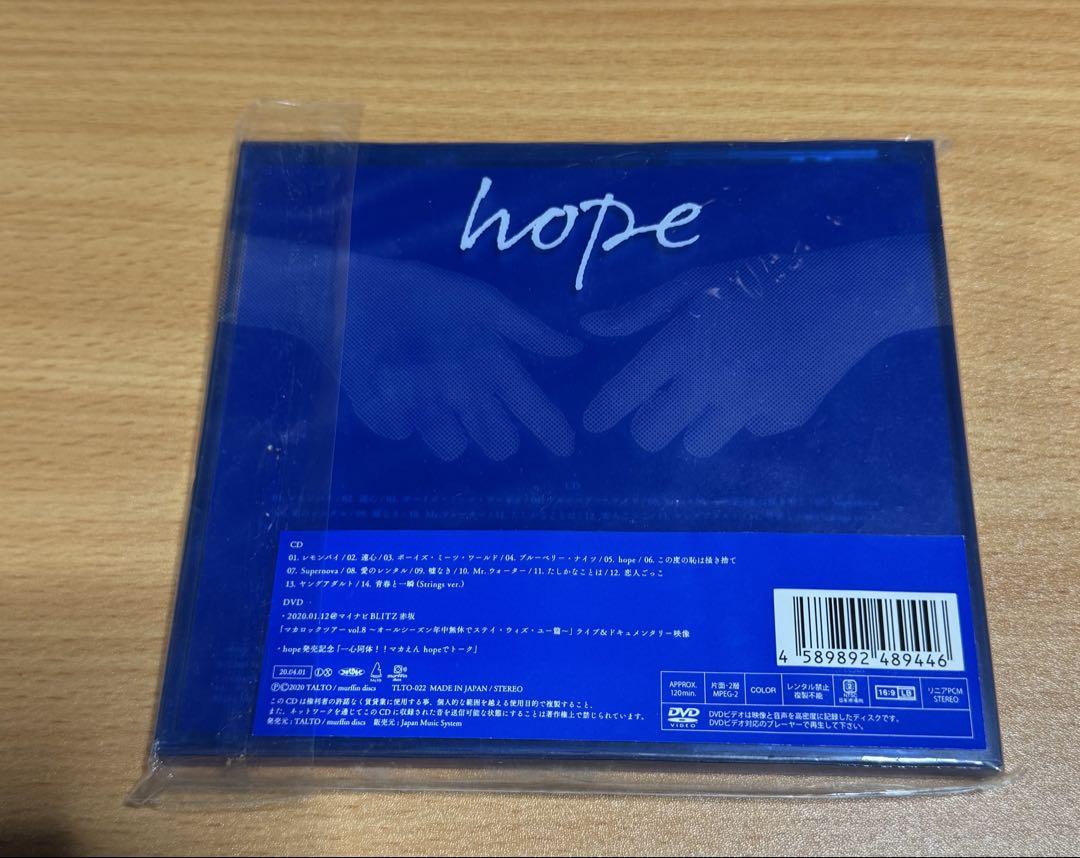 hope
CD
CD
01. レモンパイ / 02. 遠心 / 03. ボーイズ・ミーツ・ワールド / 04. ブルーベリー・ナイツ / 05. hope / 06. この度の恥は掻き捨て
07. Supernova / 08. 愛のレンタル / 09. 嘘なき / 10. Mr.ウォーター / 11. たしかなことは / 12. 恋人ごっこ
13. ヤングアダルト / 14. 青春と一瞬 (Strings ver.)
DVD
・2020.01.12@マイナビBLITZ赤坂
「マカロックツアーvol.8 〜オールシーズン年中無休でステイ・ウィズ・ユー篇〜」ライブ&ドキュメンタリー映像
・hope発売記念「一心同体!!マカえん hopeでトーク」
20.04.01 TALTO murffin discs
ⓅⒸ2020 TALTO / murffin discs TLTO-022 MADE IN JAPAN / STEREO
このCDは権利者の許諾なく賃貸業に使用する事、個人的な範囲を越える使用目的で複製すること、
また、ネットワークを通じてこのCDに収録された音を送信可能な状態にすることは著作権上で禁じられています。
発売元 : TALTO / murffin discs 販売元 : Japan Music System
4 589892 489446
APPROX. 120min. 片面・2層 MPEG-2 COLOR レンタル禁止 複製不能 2 NTSC 日本市場向 16:9 LB リニアPCM STEREO
DVD VIDEO
DVDビデオは映像と音声を高密度に記録したディスクです。
DVDビデオ対応のプレーヤーで再生して下さい。